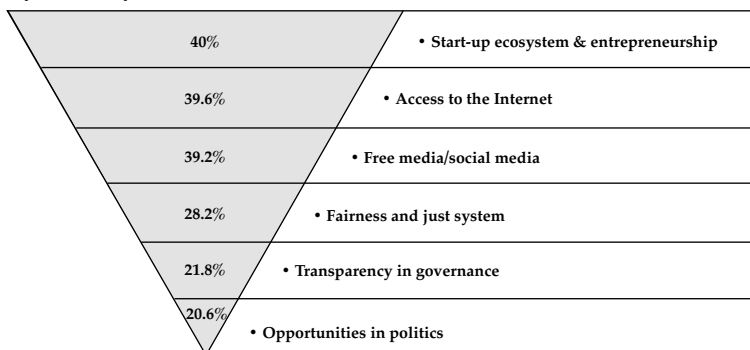 40% • Start-up ecosystem & entrepreneurship
39.6% • Access to the Internet
39.2% • Free media/social media
28.2% • Fairness and just system
21.8% • Transparency in governance
20.6%
• Opportunities in politics